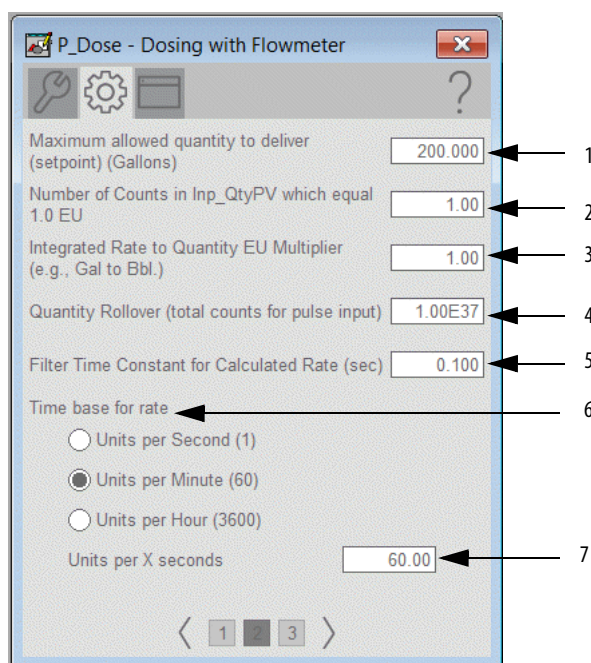 P_Dose - Dosing with Flowmeter
?
Maximum allowed quantity to deliver
(setpoint) (Gallons)
200.000
1
Number of Counts in Inp_QtyPV which equal
1.0 EU
1.00
2
Integrated Rate to Quantity EU Multiplier
(e.g., Gal to Bbl.)
1.00
3
Quantity Rollover (total counts for pulse input)
1.00E37
4
Filter Time Constant for Calculated Rate (sec)
0.100
5
Time base for rate
6
Units per Second (1)
Units per Minute (60)
Units per Hour (3600)
Units per X seconds
60.00
7
1 2 3